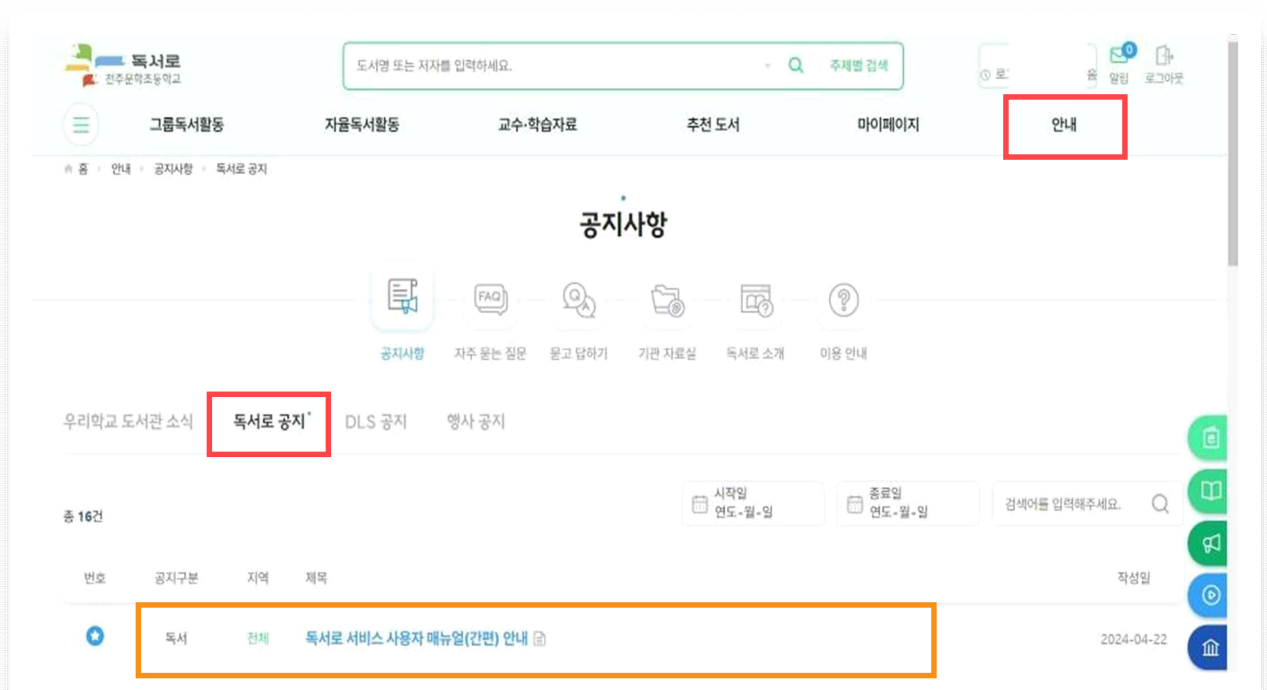 독서로
전주문학초등학교
도서명 또는 저자를 입력하세요.
주제별 검색
0
로그
알림
로그아웃
그룹독서활동
자율독서활동
교수·학습자료
추천 도서
마이페이지
안내
홈 안내 공지사항 독서로 공지
공지사항
FAQ
Q A
공지사항
자주 묻는 질문
묻고 답하기
기관 자료실
독서로 소개
이용 안내
우리학교 도서관 소식
독서로 공지
DLS 공지
행사 공지
총 16건
시작일
연도-월-일
종료일
연도-월-일
검색어를 입력해주세요.
번호
공지구분
지역
제목
작성일
독서
전체
독서로 서비스 사용자 매뉴얼(간편) 안내
2024-04-22